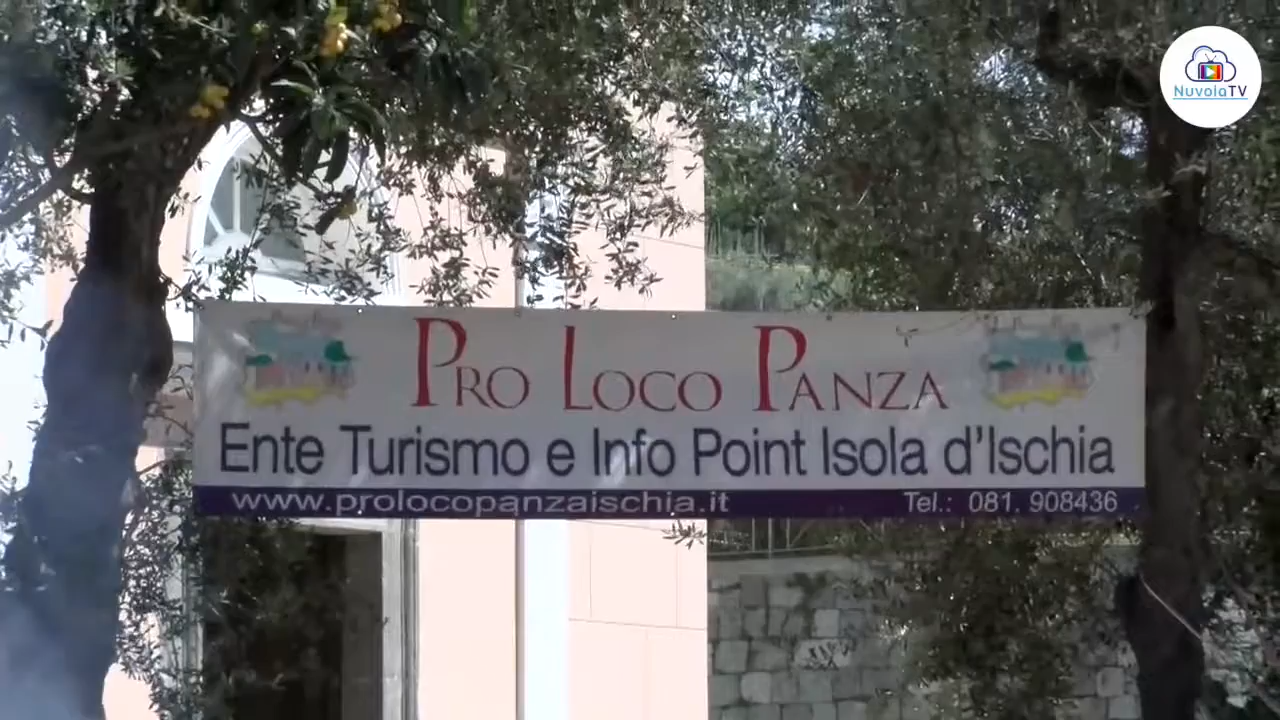 NuvolaTV
PRO LOCO PANZA
Ente Turismo e Info Point Isola d'Ischia
www.prolocopanzaischia.it Tel.: 081. 908436